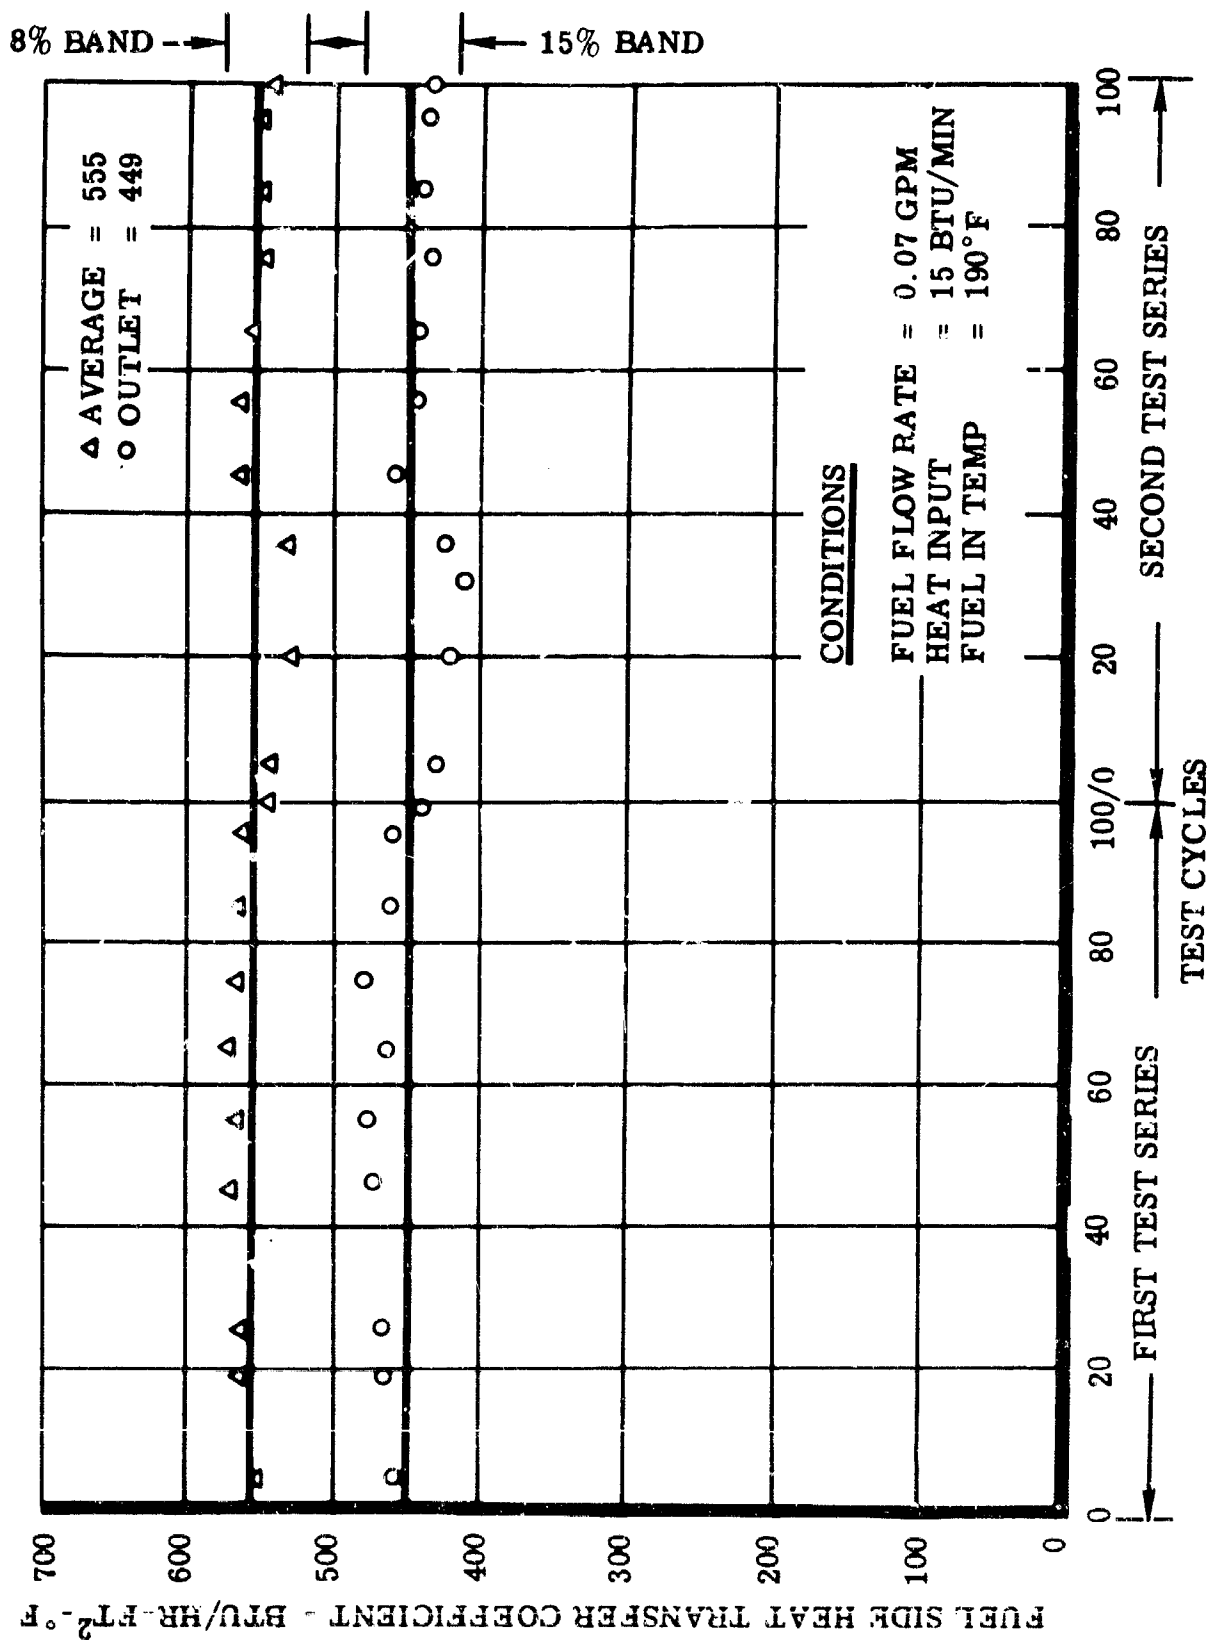 8% BAND
15% BAND
△ AVERAGE = 555
○ OUTLET = 449
CONDITIONS
FUEL FLOW RATE = 0.07 GPM
HEAT INPUT = 15 BTU/MIN
FUEL IN TEMP = 190°F
FUEL SIDE HEAT TRANSFER COEFFICIENT - BTU/HR-FT²-°F
700
600
500
400
300
200
100
0
0 20 40 60 80 100/0 20 40 60 80 100
FIRST TEST SERIES
SECOND TEST SERIES
TEST CYCLES